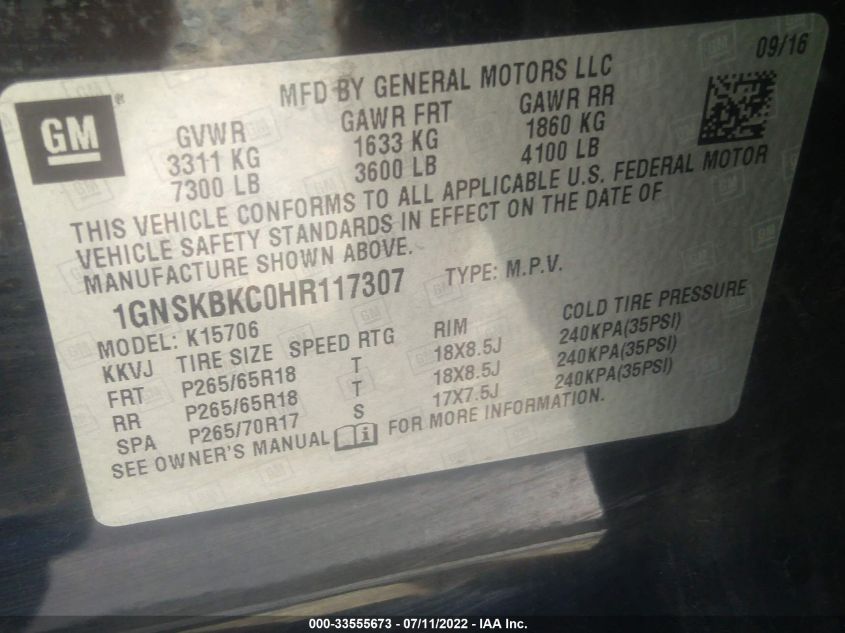 09/16
MFD BY GENERAL MOTORS LLC
GM
GVWR GAWR FRT GAWR RR
3311 KG 1633 KG 1860 KG
7300 LB 3600 LB 4100 LB
THIS VEHICLE CONFORMS TO ALL APPLICABLE U.S. FEDERAL MOTOR
VEHICLE SAFETY STANDARDS IN EFFECT ON THE DATE OF
MANUFACTURE SHOWN ABOVE.
1GNSKBKC0HR117307 TYPE: M.P.V.
MODEL: K15706
KKVJ TIRE SIZE SPEED RTG RIM COLD TIRE PRESSURE
FRT P265/65R18 T 18X8.5J 240KPA(35PSI)
RR P265/65R18 T 18X8.5J 240KPA(35PSI)
SPA P265/70R17 S 17X7.5J 240KPA(35PSI)
SEE OWNER'S MANUAL i FOR MORE INFORMATION.
000-33555673 - 07/11/2022 - IAA Inc.